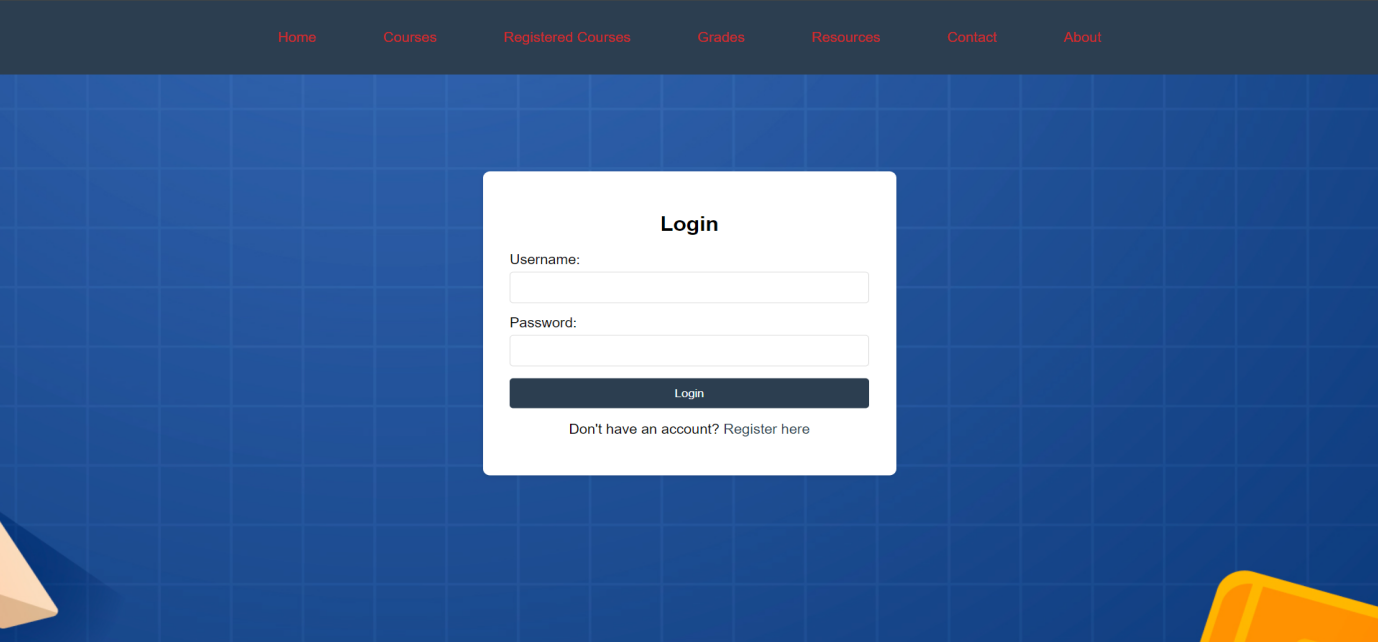 Home Courses Registered Courses Grades Resources Contact About
Login
Username:
Password:
Login
Don't have an account? Register here